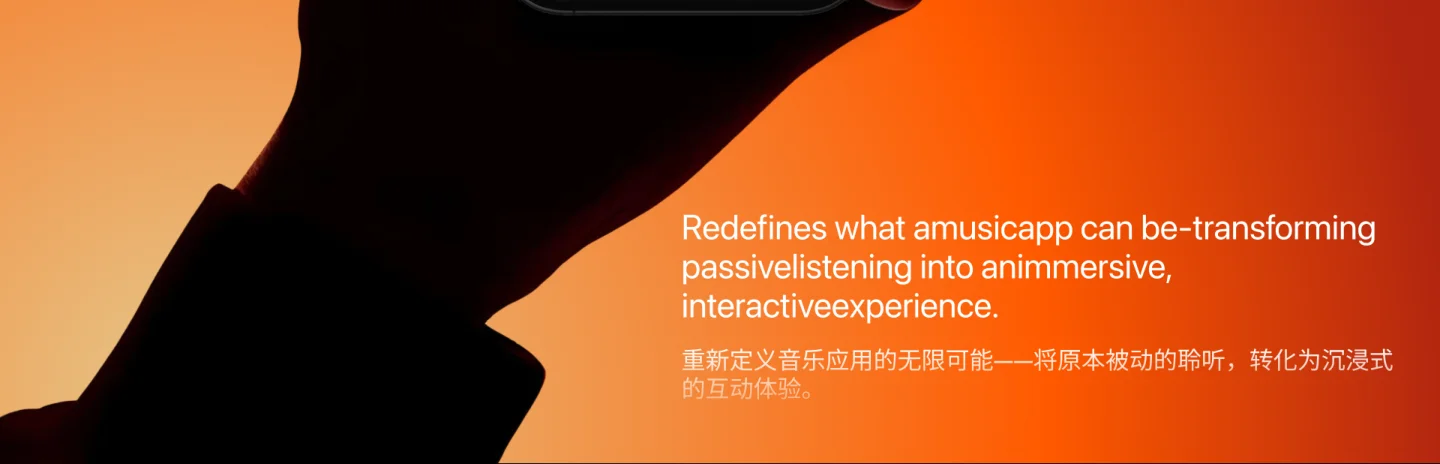 Redefines what amusicapp can be-transforming
passivelistening into animmersive,
interactiveexperience.
重新定义音乐应用的无限可能——将原本被动的聆听，转化为沉浸式
的互动体验。